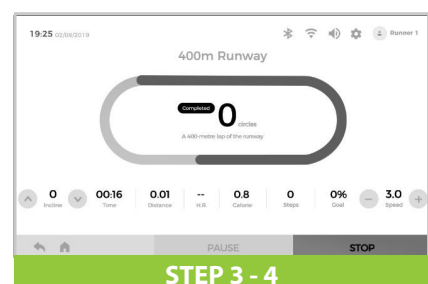 19:25 02/06/2019
Runner 1
400m Runway
Completed
0 circles
A 400-metre lap of the runway
0 00:16 0.01 -- 0.8 0 0% 3.0
Incline Time Distance H.R. Calorie Steps Goal Speed
PAUSE STOP
STEP 3 - 4